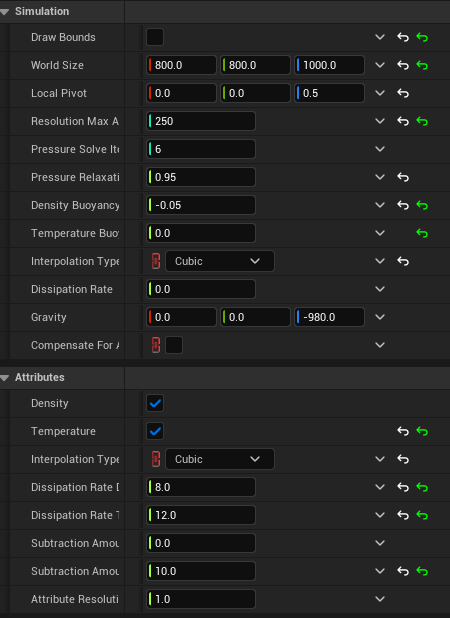 Simulation
Draw Bounds
World Size 800.0 800.0 1000.0
Local Pivot 0.0 0.0 0.5
Resolution Max A 250
Pressure Solve Ite 6
Pressure Relaxati 0.95
Density Buoyancy -0.05
Temperature Buoy 0.0
Interpolation Type Cubic
Dissipation Rate 0.0
Gravity 0.0 0.0 -980.0
Compensate For A
Attributes
Density
Temperature
Interpolation Type Cubic
Dissipation Rate D 8.0
Dissipation Rate T 12.0
Subtraction Amou 0.0
Subtraction Amou 10.0
Attribute Resoluti 1.0